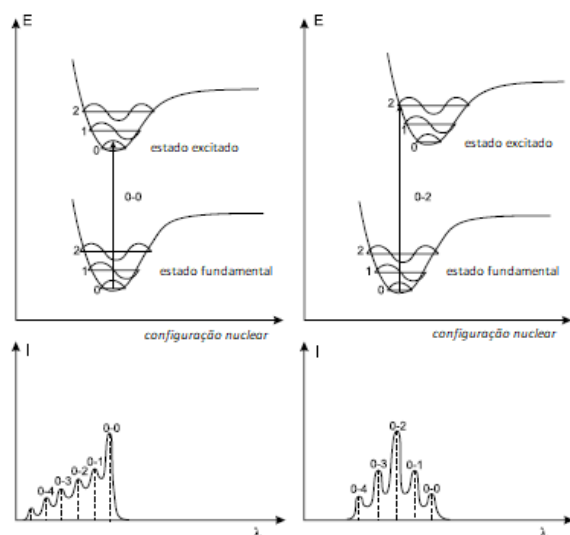 E
2
1
0
estado excitado
0-0
2
1
0
estado fundamental
configuração nuclear
E
2
1
0
estado excitado
0-2
2
1
0
estado fundamental
configuração nuclear
I
0-0
0-1
0-2
0-3
0-4
λ
I
0-2
0-3
0-1
0-4
0-0
λ